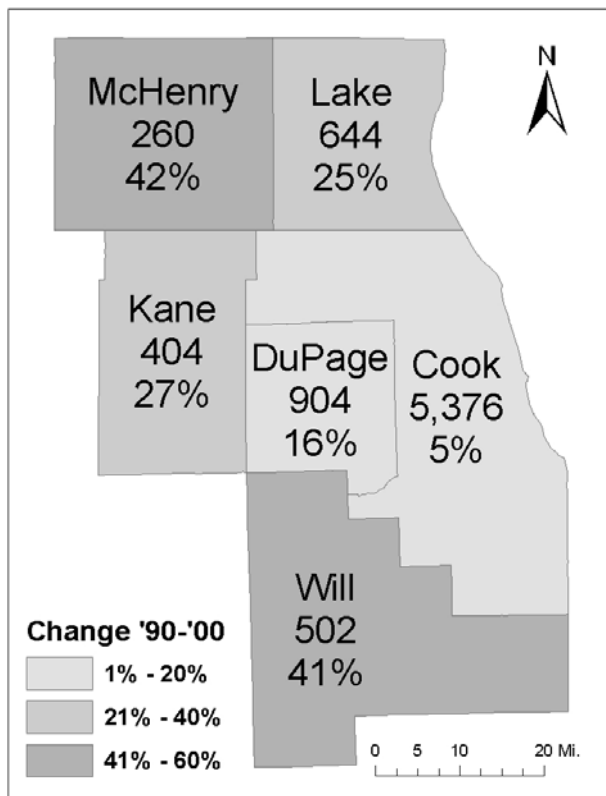 N
McHenry
260
42%
Lake
644
25%
Kane
404
27%
DuPage
904
16%
Cook
5,376
5%
Will
502
41%
Change '90-'00
1% - 20%
21% - 40%
41% - 60%
0 5 10 20 Mi.